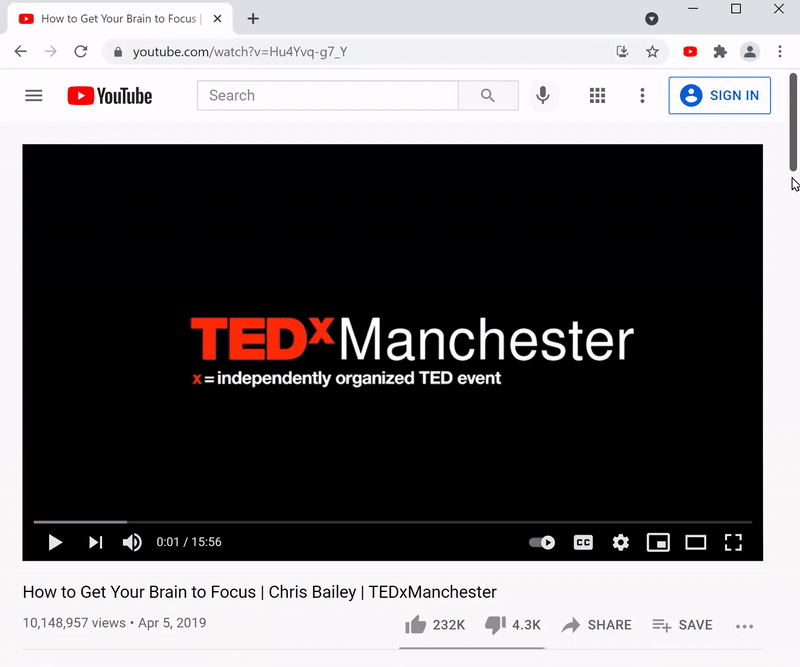 How to Get Your Brain to Focus |
youtube.com/watch?v=Hu4Yvq-g7_Y
YouTube
Search
SIGN IN
TEDxManchester
x = independently organized TED event
0:01 / 15:56
CC
How to Get Your Brain to Focus | Chris Bailey | TEDxManchester
10,148,957 views • Apr 5, 2019
232K
4.3K
SHARE
SAVE